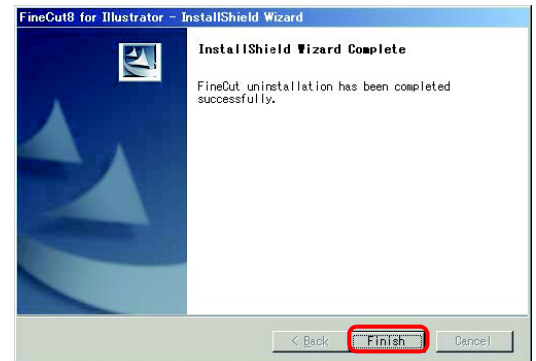 FineCut8 for Illustrator - InstallShield Wizard
InstallShield Wizard Complete
FineCut uninstallation has been completed
successfully.
< Back
Finish
Cancel